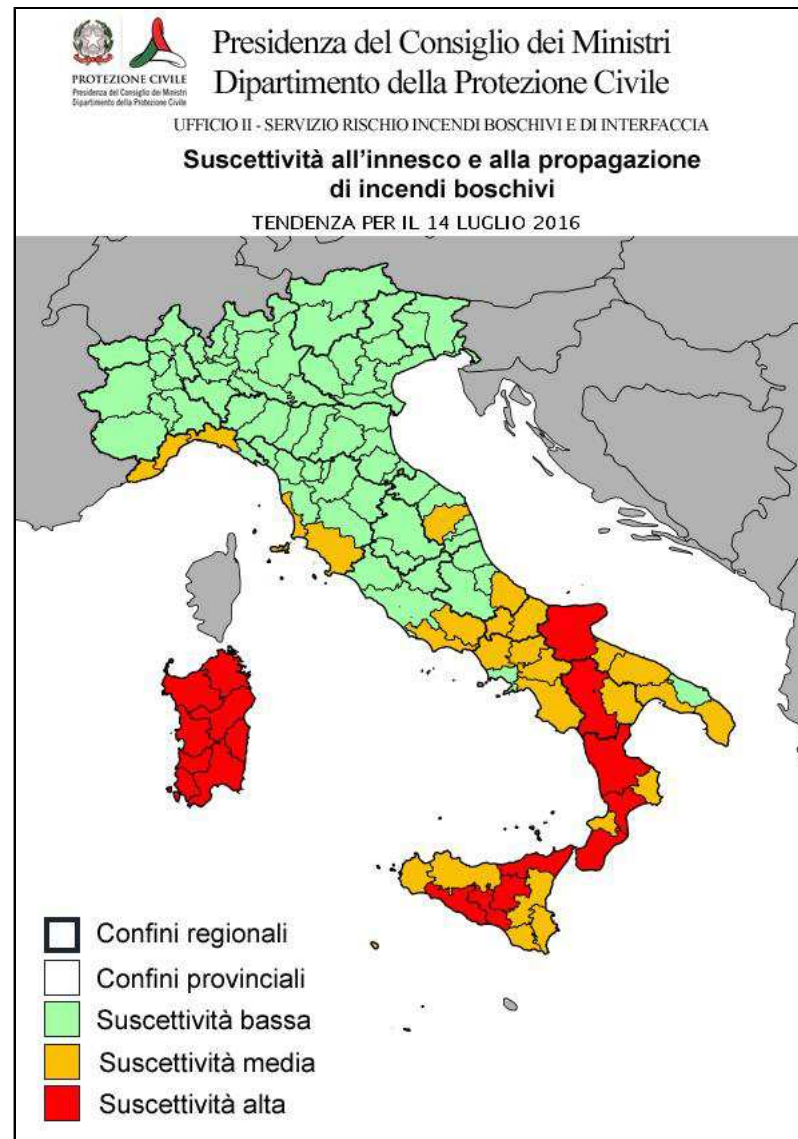 Presidenza del Consiglio dei Ministri
Dipartimento della Protezione Civile
PROTEZIONE CIVILE
Presidenza del Consiglio dei Ministri
Dipartimento della Protezione Civile
UFFICIO II - SERVIZIO RISCHIO INCENDI BOSCHIVI E DI INTERFACCIA
Suscettività all'innesco e alla propagazione
di incendi boschivi
TENDENZA PER IL 14 LUGLIO 2016
Confini regionali
Confini provinciali
Suscettività bassa
Suscettività media
Suscettività alta